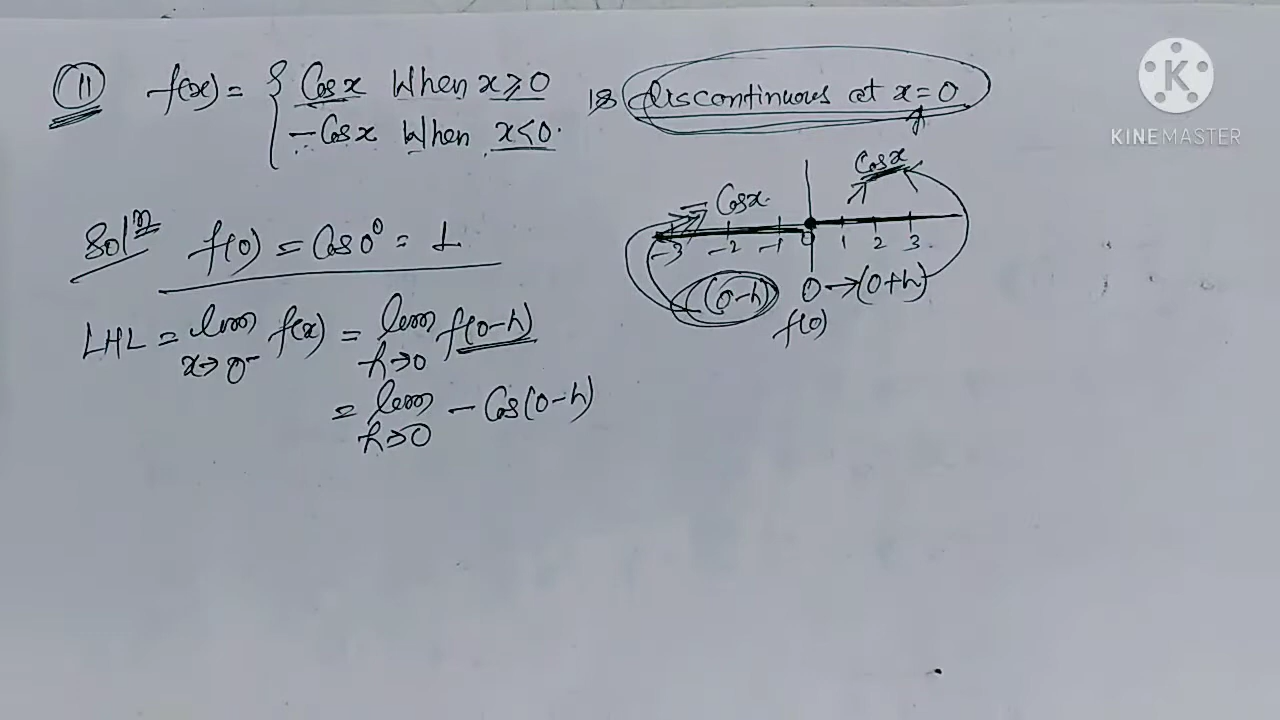 (11) f(x) = { Cos x When x ≥ 0
- Cos x When x < 0.
is discontinuous at x = 0
K
KINEMASTER
Solⁿ f(0) = Cos 0° = 1
Cos x
- Cos x.
-3 -2 -1 0 1 2 3
(0-h) 0 → (0+h)
f(0)
LHL = lim x→0⁻ f(x) = lim h→0 f(0-h)
= lim h→0 - Cos(0-h)